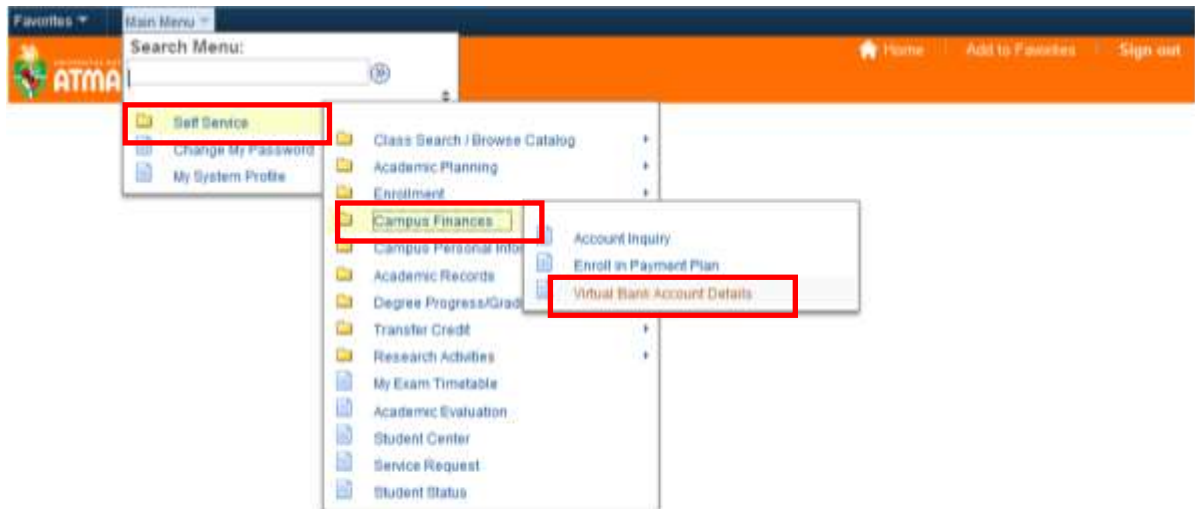 Favorites Main Menu
Search Menu:
Home Add to Favorites Sign out
ATMA
Self Service
Change My Password
My System Profile
Class Search / Browse Catalog
Academic Planning
Enrollment
Campus Finances
Campus Personal Infor
Academic Records
Degree Progress/Grad
Transfer Credit
Research Activities
My Exam Timetable
Academic Evaluation
Student Center
Service Request
Student Status
Account Inquiry
Enroll in Payment Plan
Virtual Bank Account Details